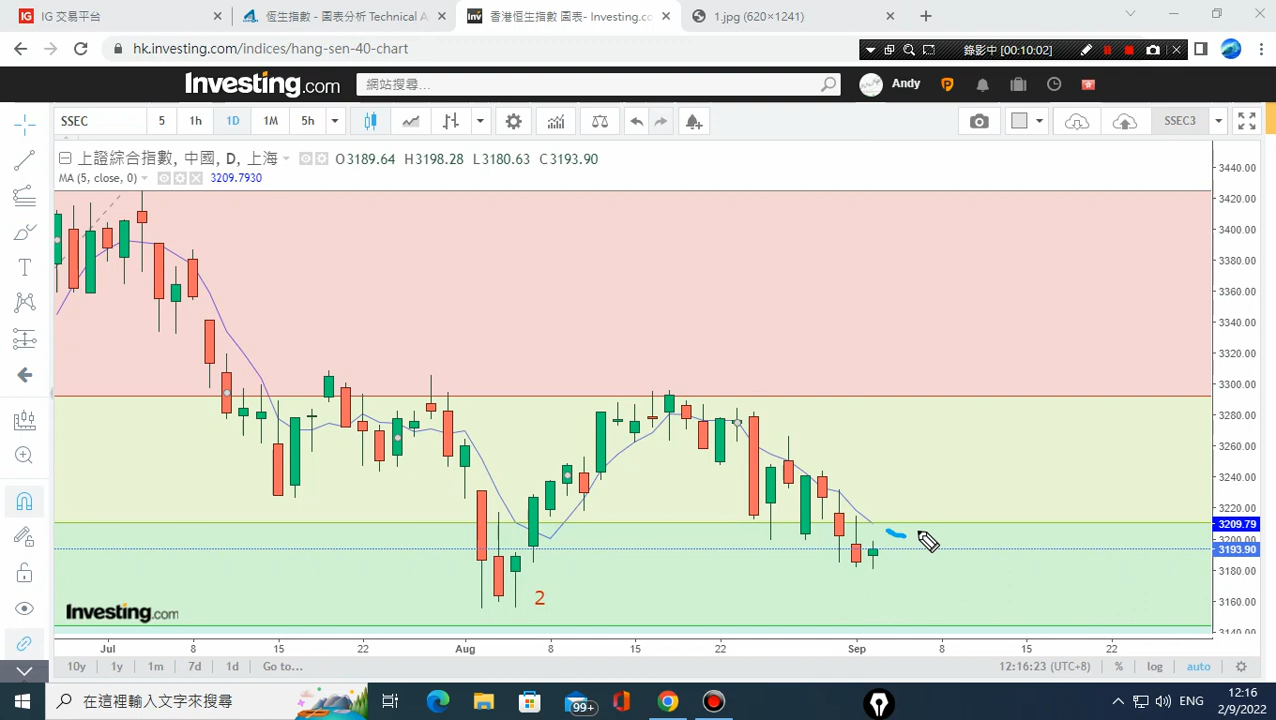 IG 交易平台
恆生指數 - 圖表分析 Technical A
香港恒生指數 圖表- Investing.co
1.jpg (620×1241)
hk.investing.com/indices/hang-sen-40-chart
錄影中 [00:10:02]
Investing.com
網站搜尋...
Andy
SSEC
5
1h
1D
1M
5h
SSEC3
上證綜合指數, 中國, D, 上海
O3189.64 H3198.28 L3180.63 C3193.90
MA (5, close, 0)
3209.7930
3440.00
3420.00
3400.00
3380.00
3360.00
3340.00
3320.00
3300.00
3280.00
3260.00
3240.00
3220.00
3209.79
3200.00
3193.90
3180.00
3160.00
3140.00
2
Investing.com
Jul
8
15
22
Aug
8
15
22
Sep
8
15
22
10y
1y
1m
7d
1d
Go to...
12:16:23 (UTC+8)
%
log
auto
在這裡輸入文字來搜尋
99+
ENG
12:16
2/9/2022